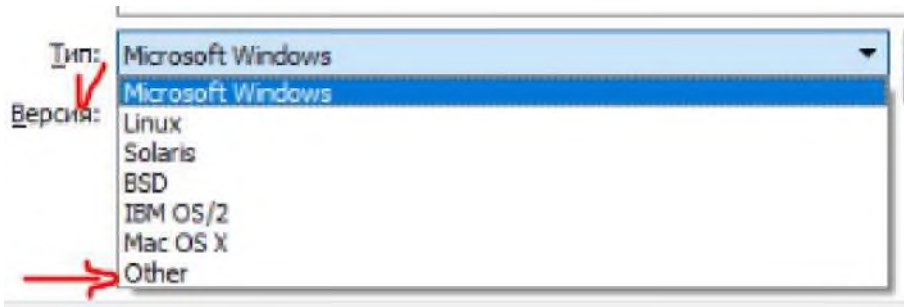 Тип: Microsoft Windows
Microsoft Windows
Версия:
Linux
Solaris
BSD
IBM OS/2
Mac OS X
Other